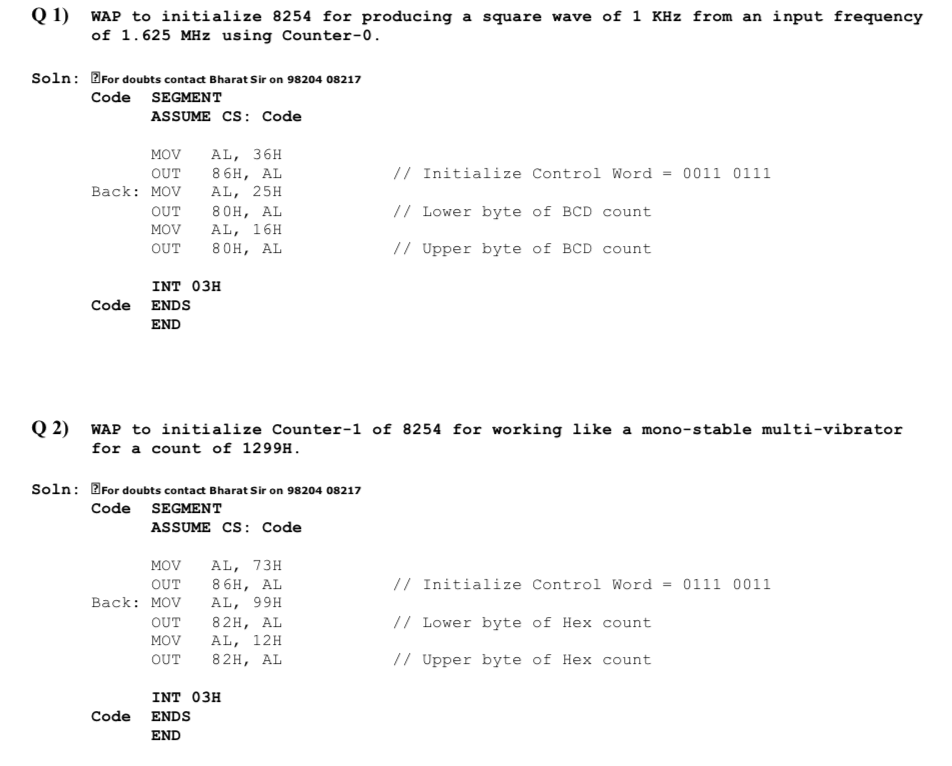 Q 1) WAP to initialize 8254 for producing a square wave of 1 KHz from an input frequency
of 1.625 MHz using Counter-0.
Soln: ?For doubts contact Bharat Sir on 98204 08217
Code SEGMENT
ASSUME CS: Code
MOV AL, 36H
OUT 86H, AL // Initialize Control Word = 0011 0111
Back: MOV AL, 25H
OUT 80H, AL // Lower byte of BCD count
MOV AL, 16H
OUT 80H, AL // Upper byte of BCD count
INT 03H
Code ENDS
END
Q 2) WAP to initialize Counter-1 of 8254 for working like a mono-stable multi-vibrator
for a count of 1299H.
Soln: ?For doubts contact Bharat Sir on 98204 08217
Code SEGMENT
ASSUME CS: Code
MOV AL, 73H
OUT 86H, AL // Initialize Control Word = 0111 0011
Back: MOV AL, 99H
OUT 82H, AL // Lower byte of Hex count
MOV AL, 12H
OUT 82H, AL // Upper byte of Hex count
INT 03H
Code ENDS
END